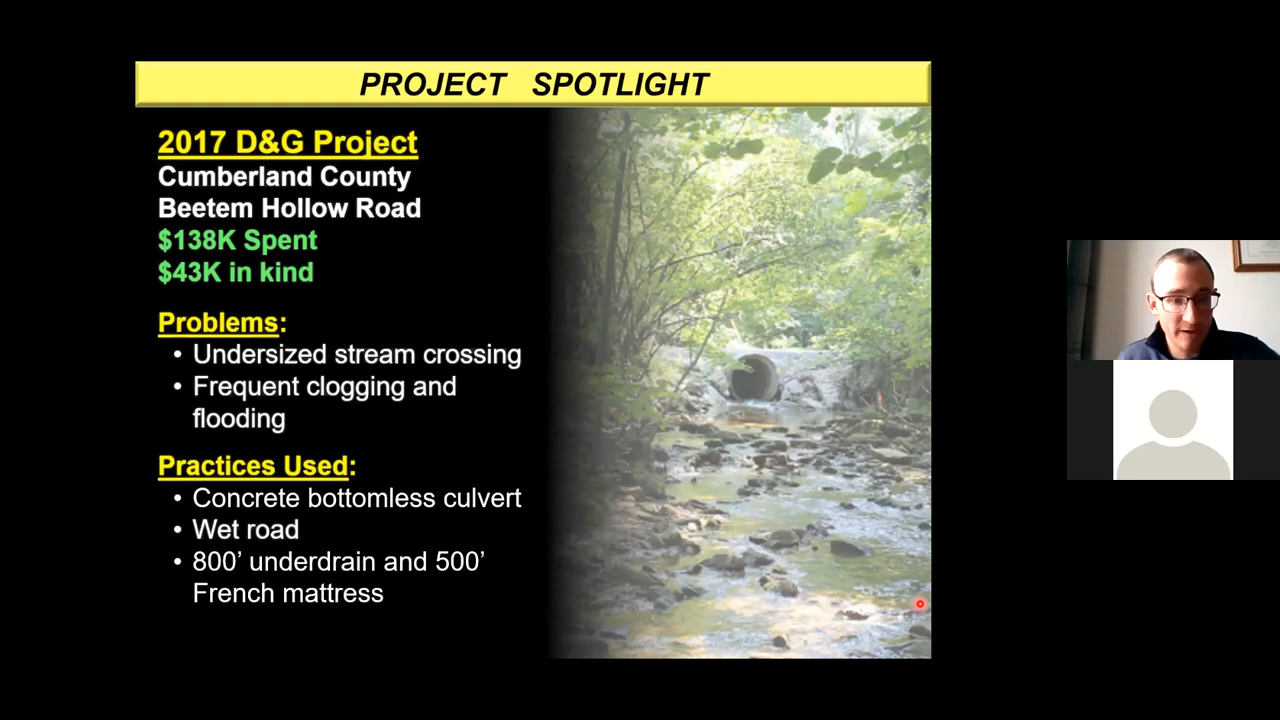 PROJECT SPOTLIGHT
2017 D&G Project
Cumberland County
Beetem Hollow Road
$138K Spent
$43K in kind
Problems:
• Undersized stream crossing
• Frequent clogging and
flooding
Practices Used:
• Concrete bottomless culvert
• Wet road
• 800’ underdrain and 500’
French mattress